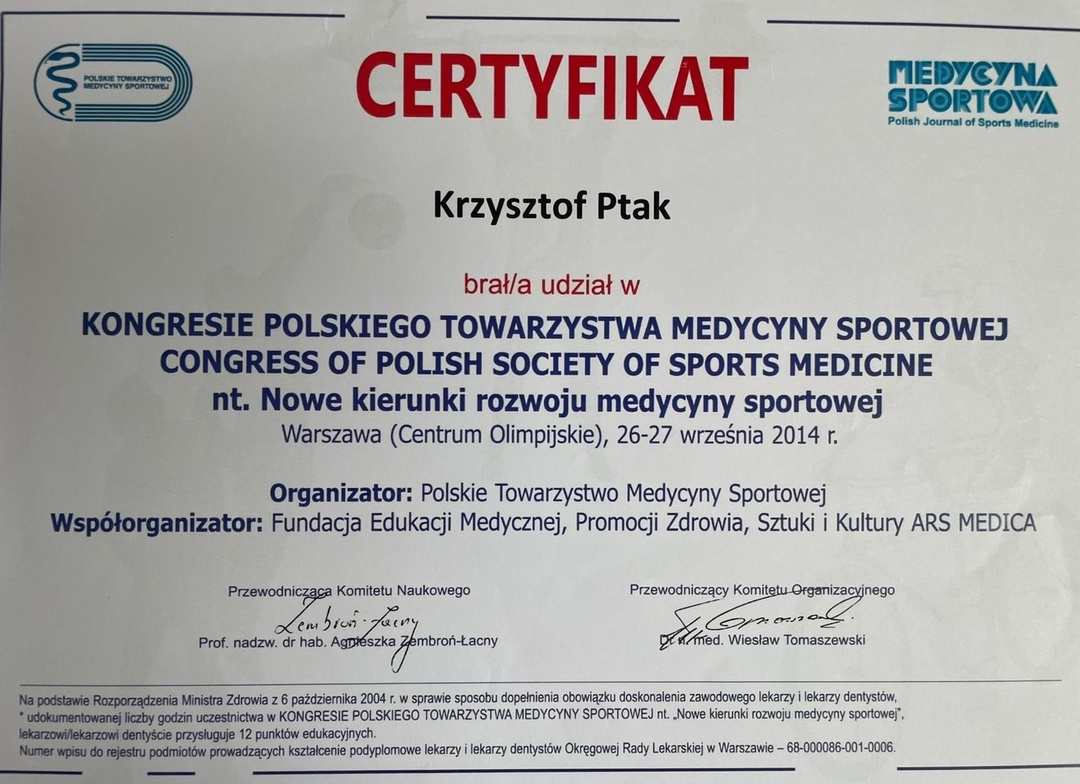 POLSKIE TOWARZYSTWO
MEDYCYNY SPORTOWEJ
CERTYFIKAT
MEDYCYNA
SPORTOWA
Polish Journal of Sports Medicine
Krzysztof Ptak
brał/a udział w
KONGRESIE POLSKIEGO TOWARZYSTWA MEDYCYNY SPORTOWEJ
CONGRESS OF POLISH SOCIETY OF SPORTS MEDICINE
nt. Nowe kierunki rozwoju medycyny sportowej
Warszawa (Centrum Olimpijskie), 26-27 września 2014 r.
Organizator: Polskie Towarzystwo Medycyny Sportowej
Współorganizator: Fundacja Edukacji Medycznej, Promocji Zdrowia, Sztuki i Kultury ARS MEDICA
Przewodnicząca Komitetu Naukowego
Zembroń-Łacny
Prof. nadzw. dr hab. Agnieszka Zembroń-Łacny
Przewodniczący Komitetu Organizacyjnego
Dr n. med. Wiesław Tomaszewski
Na podstawie Rozporządzenia Ministra Zdrowia z 6 października 2004 r. w sprawie sposobu dopełnienia obowiązku doskonalenia zawodowego lekarzy i lekarzy dentystów,
* udokumentowanej liczby godzin uczestnictwa w KONGRESIE POLSKIEGO TOWARZYSTWA MEDYCYNY SPORTOWEJ nt. „Nowe kierunki rozwoju medycyny sportowej",
lekarzowi/lekarzowi dentyście przysługuje 12 punktów edukacyjnych.
Numer wpisu do rejestru podmiotów prowadzących kształcenie podyplomowe lekarzy i lekarzy dentystów Okręgowej Rady Lekarskiej w Warszawie – 68-000086-001-0006.